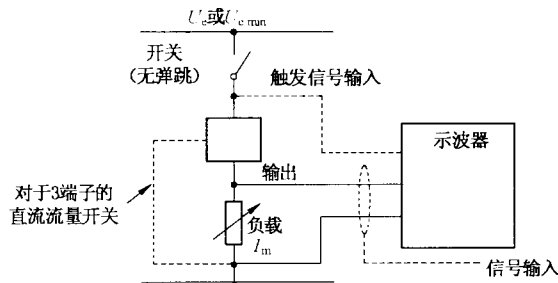 Ue或Ue min
开关
（无弹跳）
触发信号输入
示波器
输出
对于3端子的
直流流量开关
负载
Im
信号输入